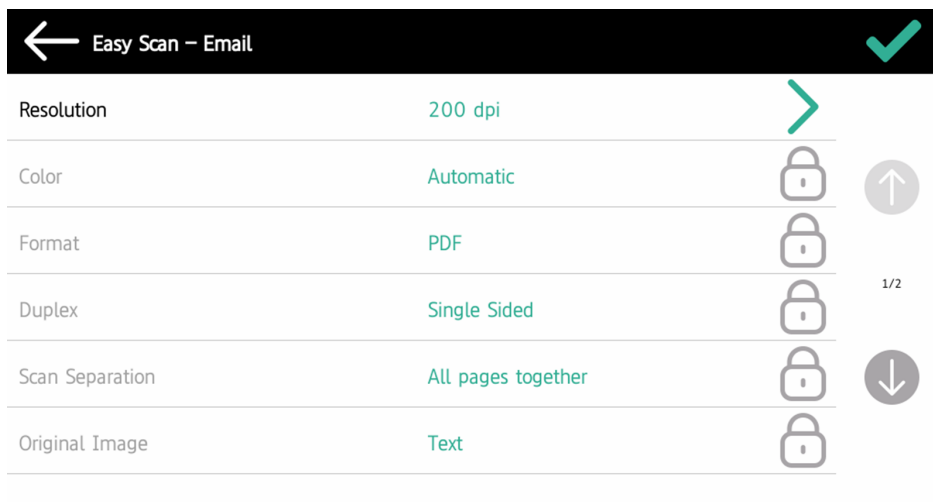 Easy Scan – Email
Resolution 200 dpi
Color Automatic
Format PDF
Duplex Single Sided
1/2
Scan Separation All pages together
Original Image Text